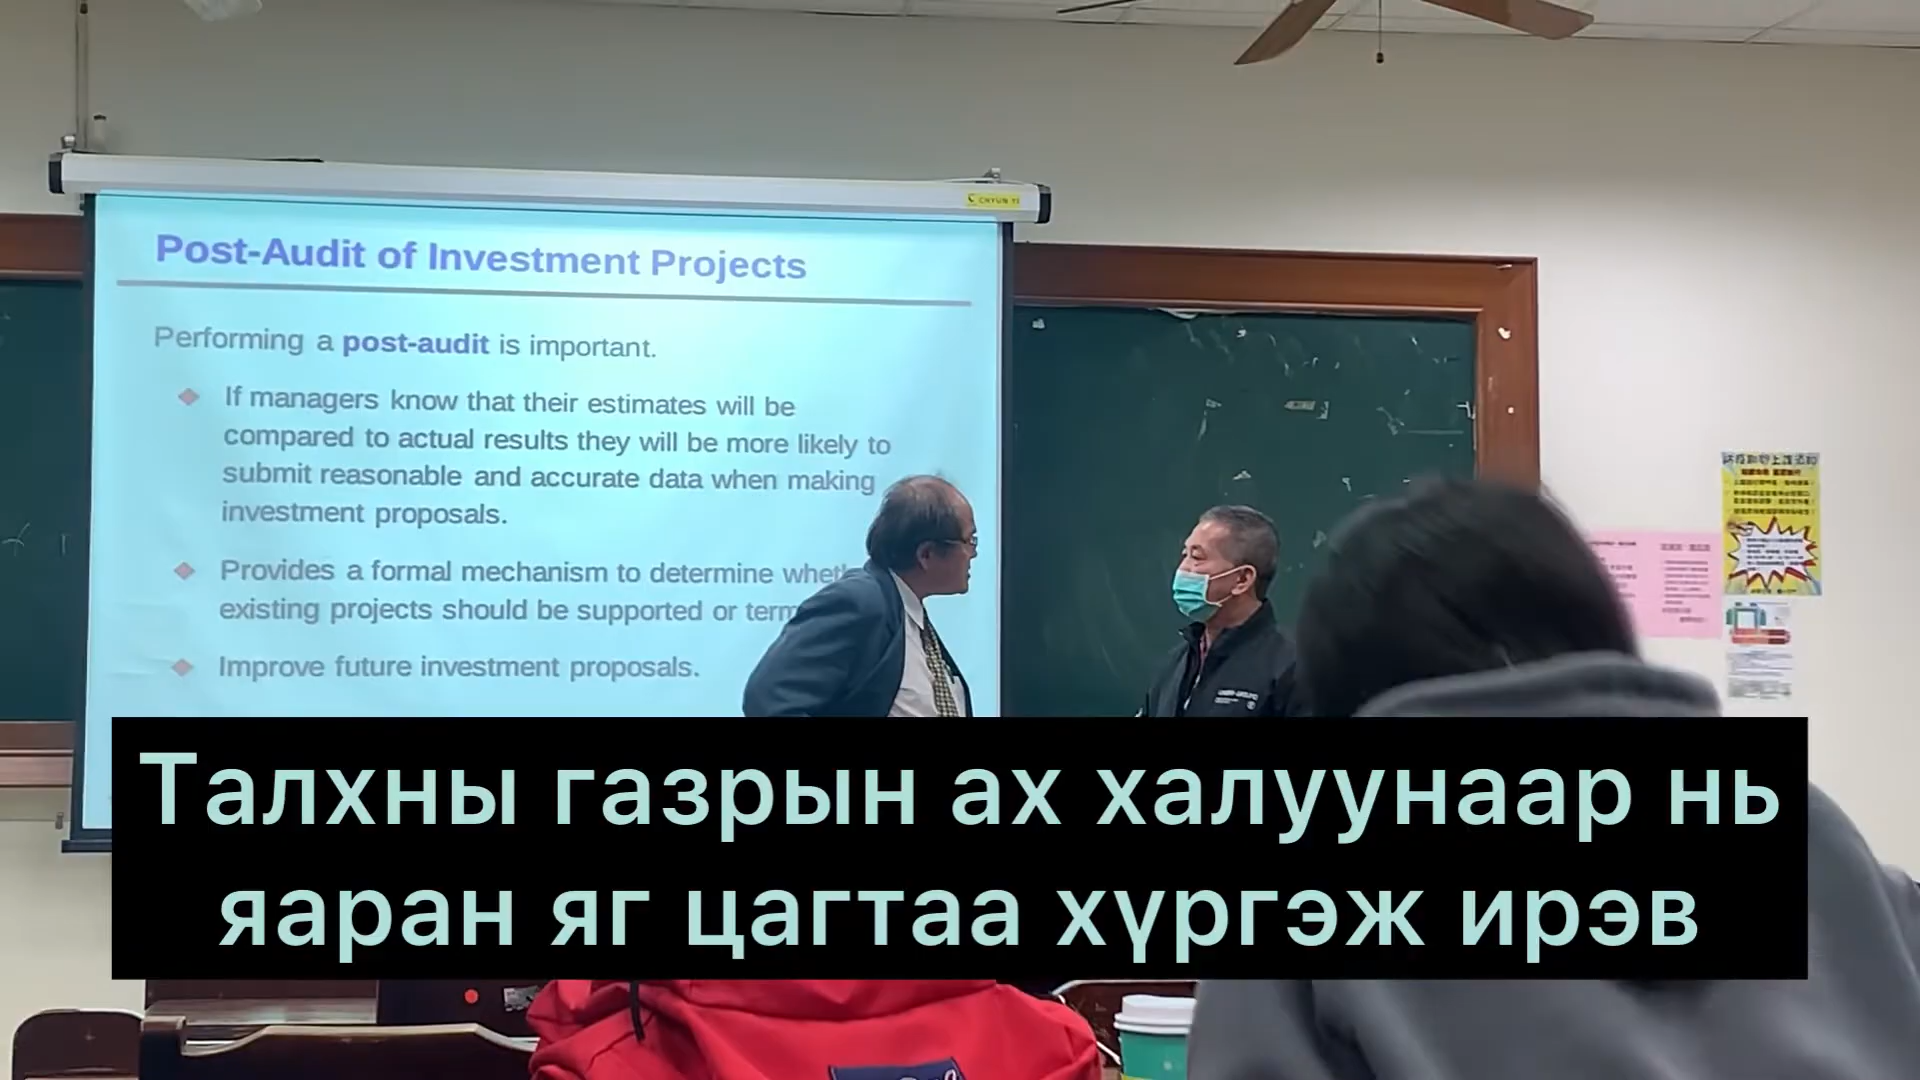 CHYUN YI
Post-Audit of Investment Projects
Performing a post-audit is important.
If managers know that their estimates will be
compared to actual results they will be more likely to
submit reasonable and accurate data when making
investment proposals.
Provides a formal mechanism to determine
existing projects should be supported or
Improve future investment proposals.
Талхны газрын ах халуунаар нь
яаран яг цагтаа хүргэж ирэв